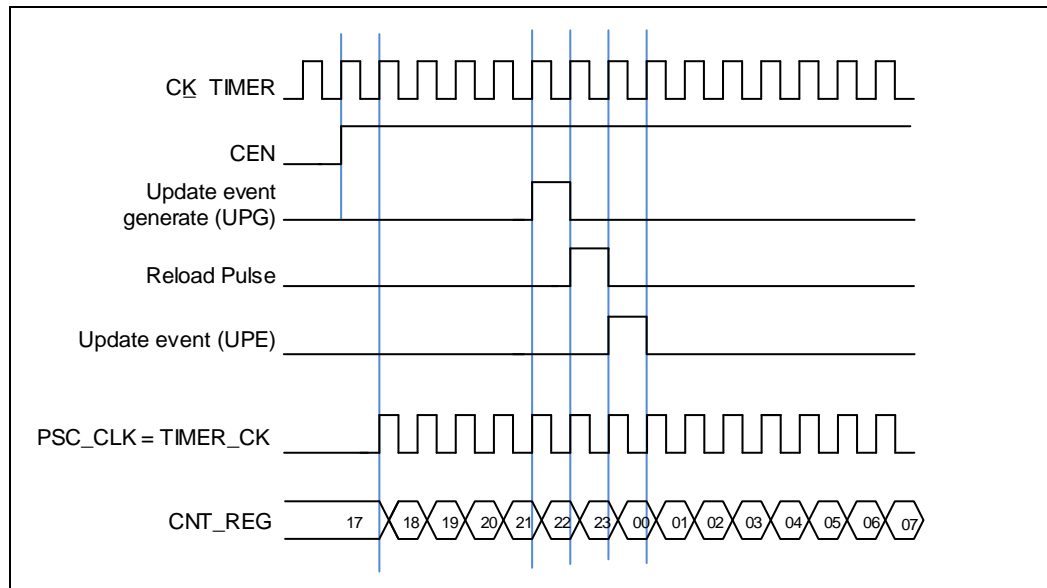 CK TIMER
CEN
Update event
generate (UPG)
Reload Pulse
Update event (UPE)
PSC_CLK = TIMER_CK
CNT_REG 17 18 19 20 21 22 23 00 01 02 03 04 05 06 07